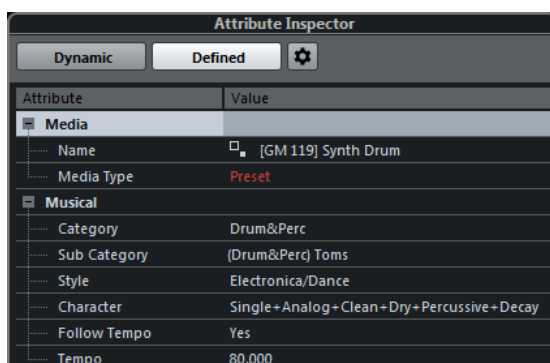 Attribute Inspector
Dynamic Defined
Attribute Value
Media
Name [GM 119] Synth Drum
Media Type Preset
Musical
Category Drum&Perc
Sub Category (Drum&Perc) Toms
Style Electronica/Dance
Character Single+Analog+Clean+Dry+Percussive+Decay
Follow Tempo Yes
Tempo 80.000